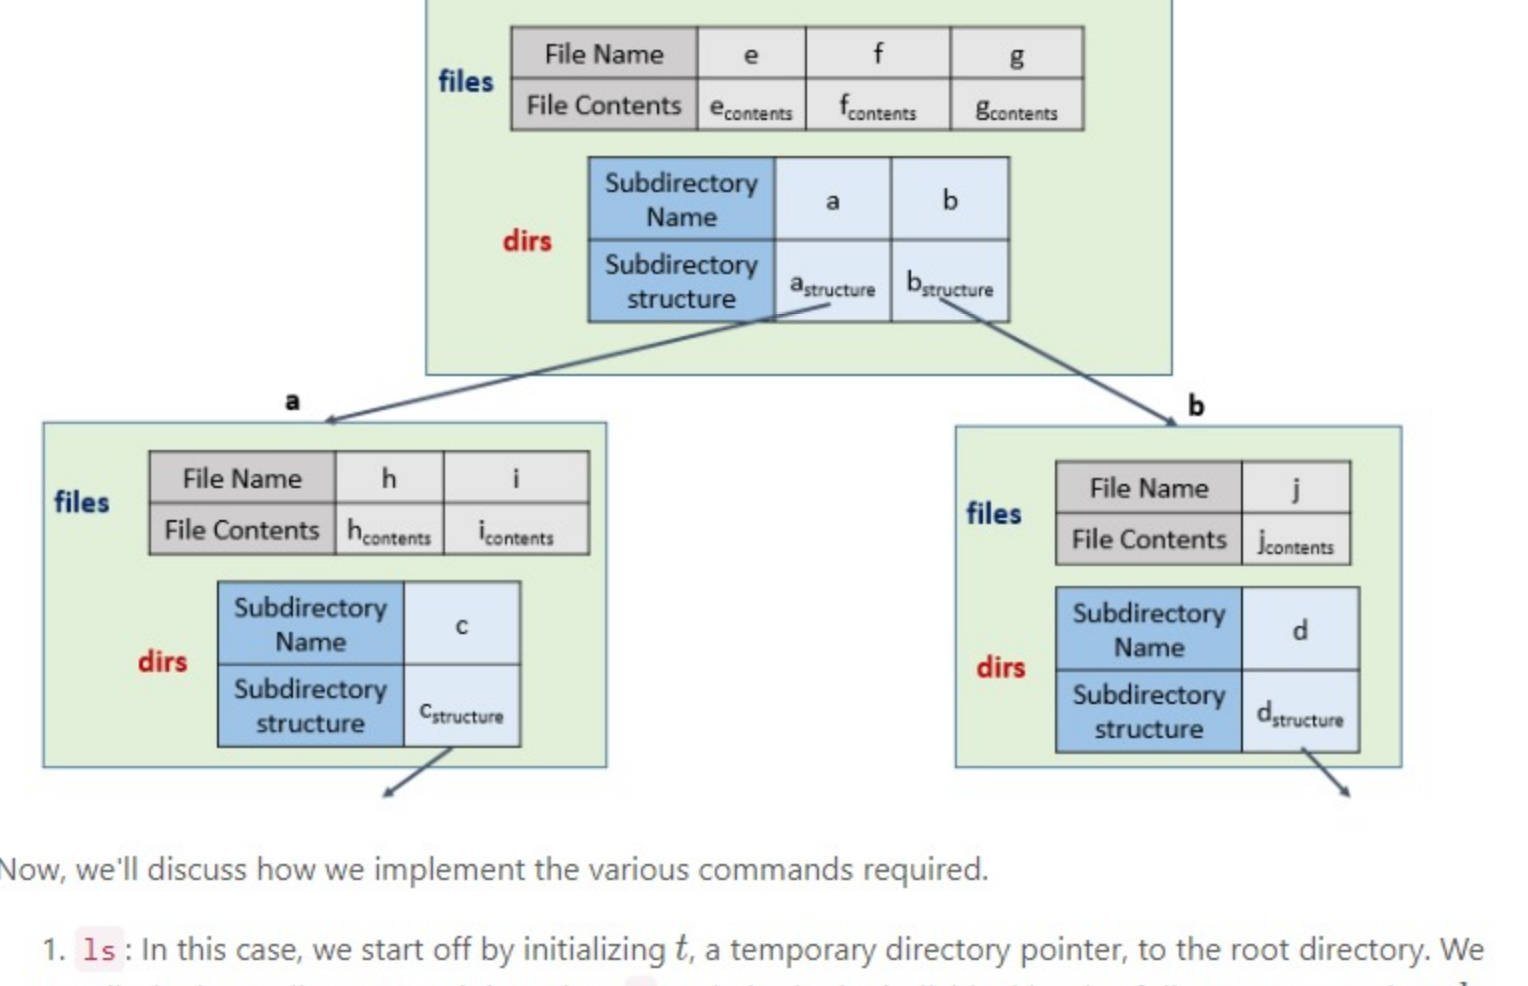 File Name e f g
files
File Contents econtents fcontents gcontents
Subdirectory Name a b
dirs
Subdirectory structure astructure bstructure
a
b
File Name h i
files
File Contents hcontents icontents
Subdirectory Name c
dirs
Subdirectory structure cstructure
File Name j
files
File Contents jcontents
Subdirectory Name d
dirs
Subdirectory structure dstructure
Now, we'll discuss how we implement the various commands required.
1. ls : In this case, we start off by initializing t, a temporary directory pointer, to the root directory. We